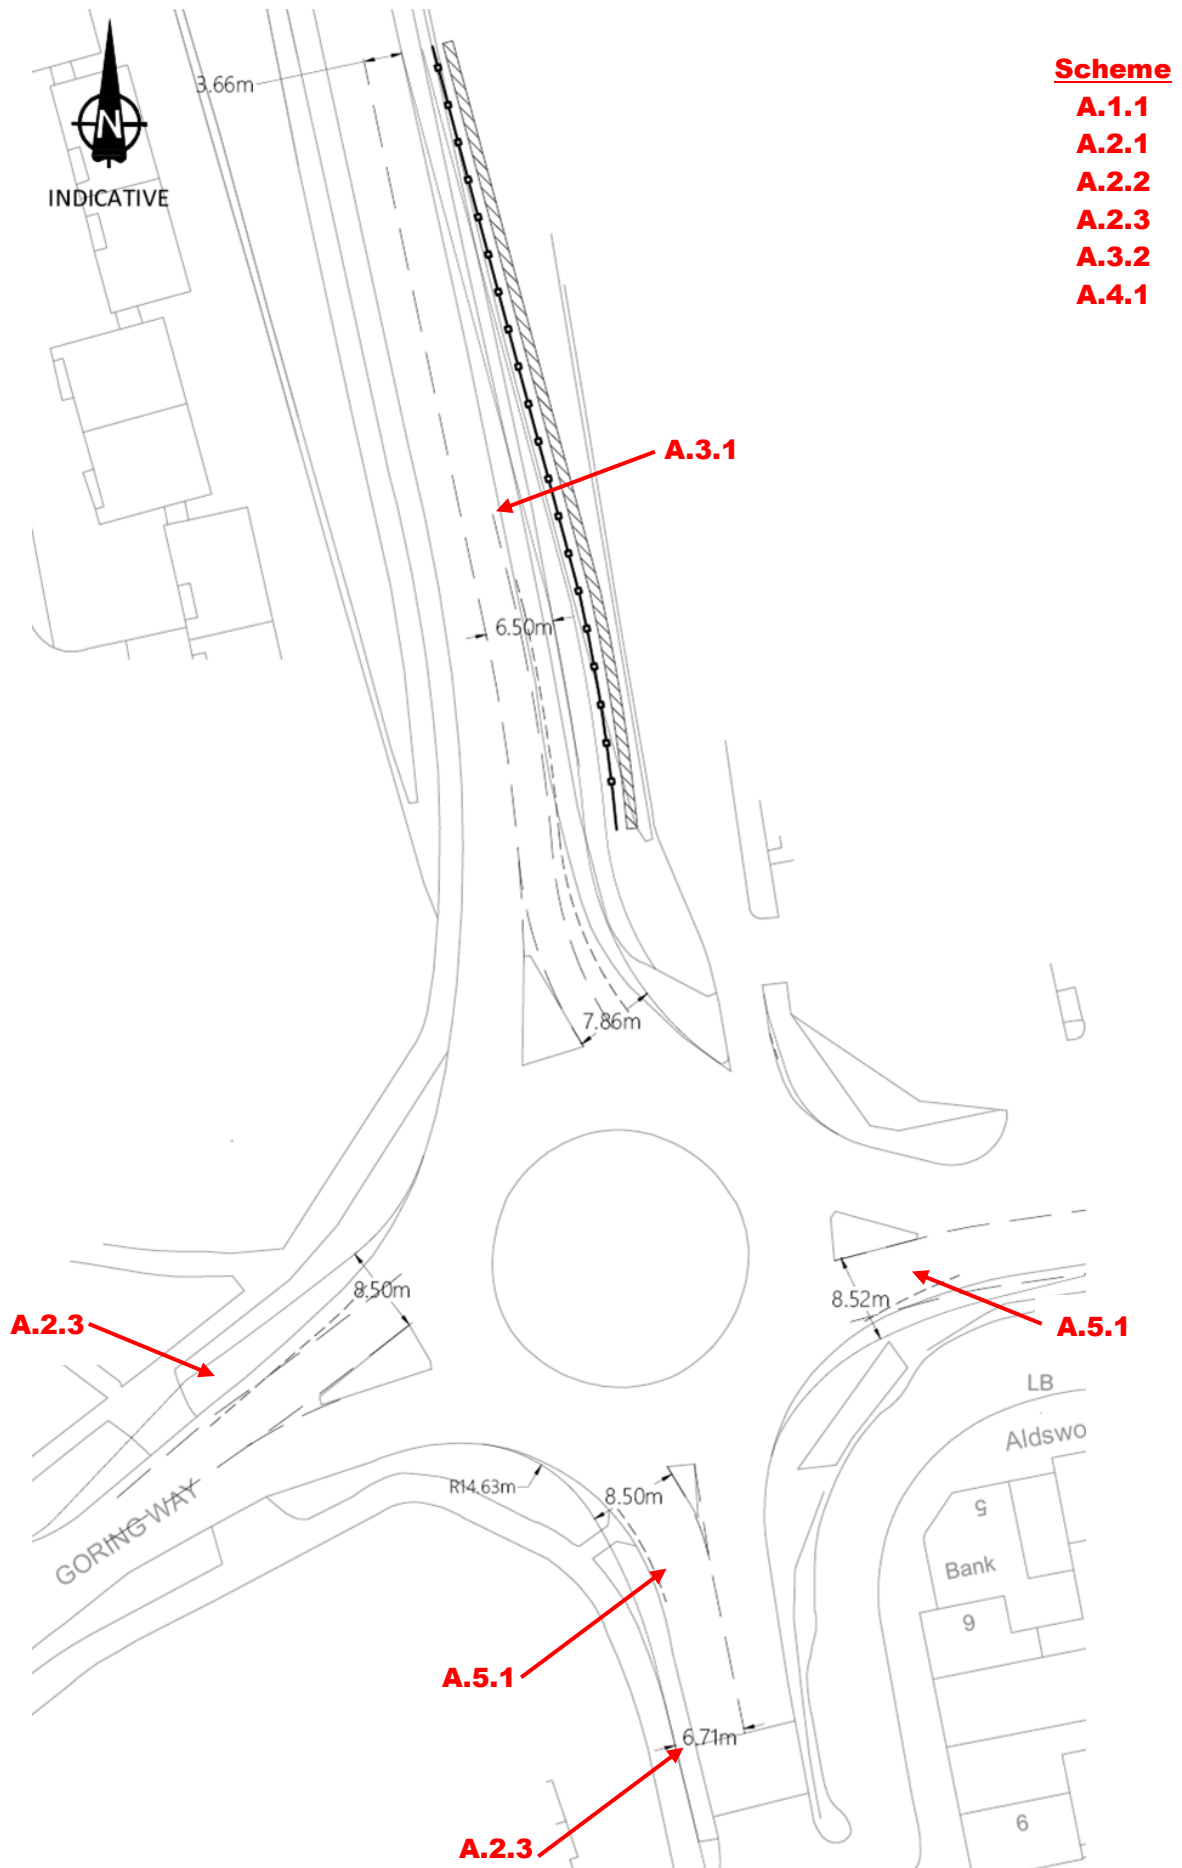 Scheme
A.1.1
A.2.1
A.2.2
A.2.3
A.3.2
A.4.1
3.66m
N
INDICATIVE
A.3.1
6.50m
7.86m
8.50m
8.52m
A.2.3
A.5.1
LB
Aldswo
R14.63m
8.50m
GORING WAY
5
Bank
9
A.5.1
6.71m
6
A.2.3